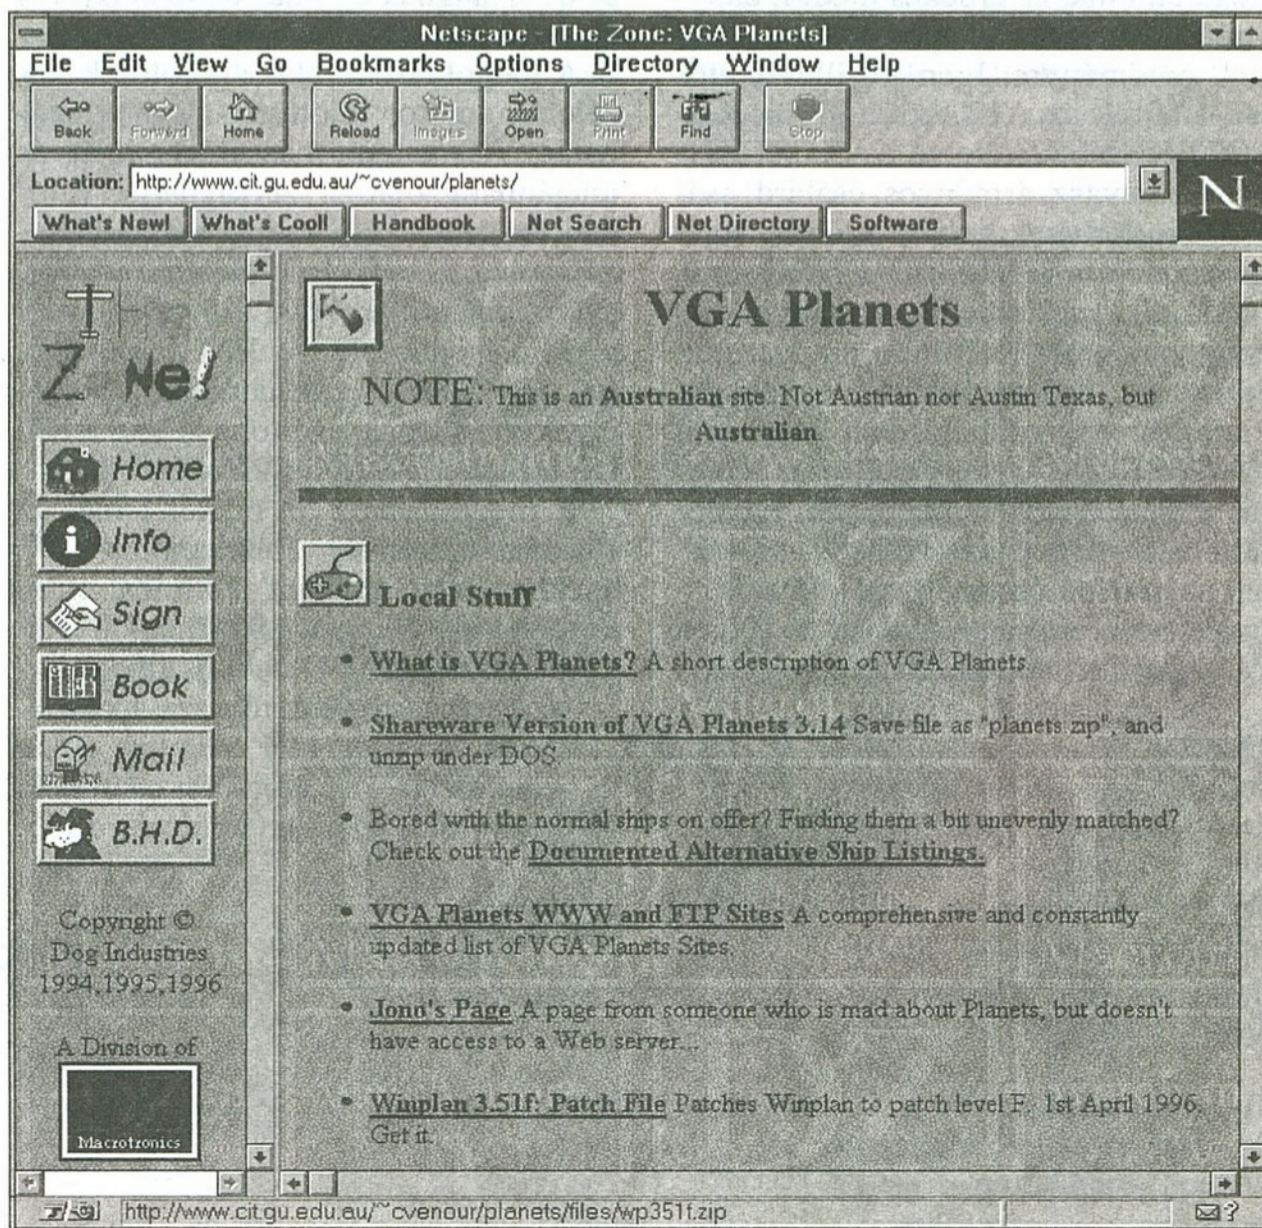 Netscape - [The Zone: VGA Planets]
File Edit View Go Bookmarks Options Directory Window Help
Back Forward Home Reload Images Open Print Find Stop
Location: http://www.cit.gu.edu.au/~cvenour/planets/
What's New! What's Cool! Handbook Net Search Net Directory Software
N
T
Z Ne!
Home
Info
Sign
Book
Mail
B.H.D.
Copyright ©
Dog Industries
1994,1995,1996
A Division of
Macrotronics
VGA Planets
NOTE: This is an Australian site. Not Austrian nor Austin Texas, but
Australian.
Local Stuff
• What is VGA Planets? A short description of VGA Planets.
• Shareware Version of VGA Planets 3.14 Save file as "planets.zip", and
unzip under DOS.
• Bored with the normal ships on offer? Finding them a bit unevenly matched?
Check out the Documented Alternative Ship Listings.
• VGA Planets WWW and FTP Sites A comprehensive and constantly
updated list of VGA Planets Sites.
• Jono's Page A page from someone who is mad about Planets, but doesn't
have access to a Web server...
• Winplan 3.51f: Patch File Patches Winplan to patch level F. 1st April 1996.
Get it.
http://www.cit.gu.edu.au/~cvenour/planets/files/wp351f.zip